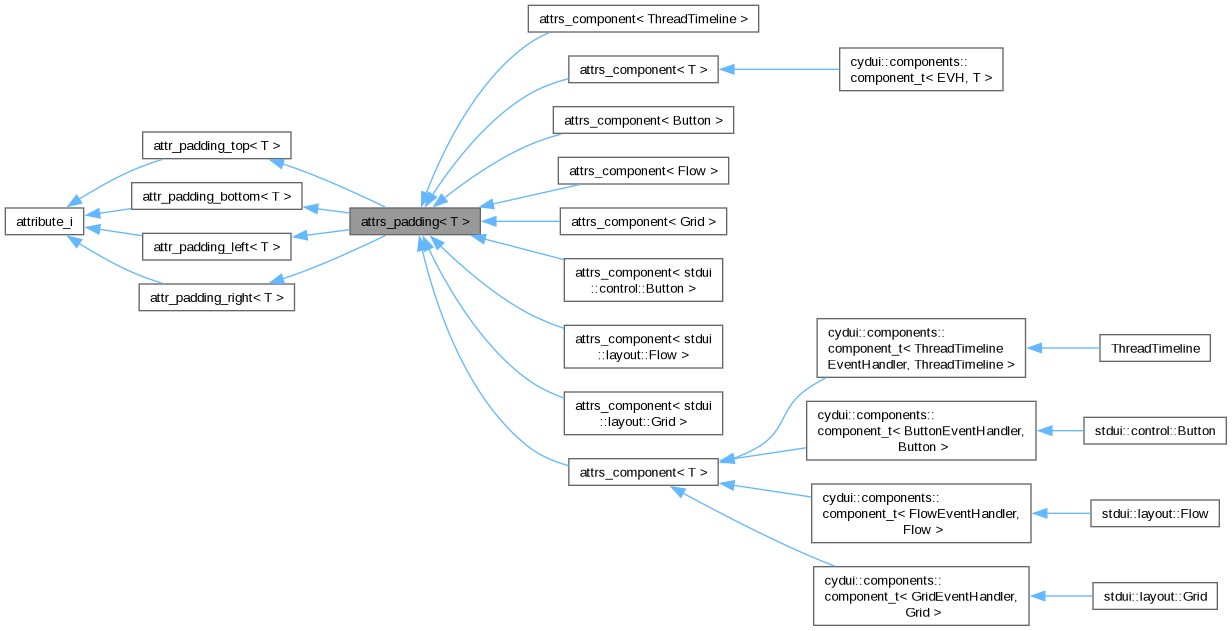 attribute_i
attr_padding_top< T >
attr_padding_bottom< T >
attr_padding_left< T >
attr_padding_right< T >
attrs_padding< T >
attrs_component< ThreadTimeline >
attrs_component< T >
cydui::components::
component_t< EVH, T >
attrs_component< Button >
attrs_component< Flow >
attrs_component< Grid >
attrs_component< stdui
::control::Button >
attrs_component< stdui
::layout::Flow >
attrs_component< stdui
::layout::Grid >
attrs_component< T >
cydui::components::
component_t< ThreadTimeline
EventHandler, ThreadTimeline >
ThreadTimeline
cydui::components::
component_t< ButtonEventHandler,
Button >
stdui::control::Button
cydui::components::
component_t< FlowEventHandler,
Flow >
stdui::layout::Flow
cydui::components::
component_t< GridEventHandler,
Grid >
stdui::layout::Grid